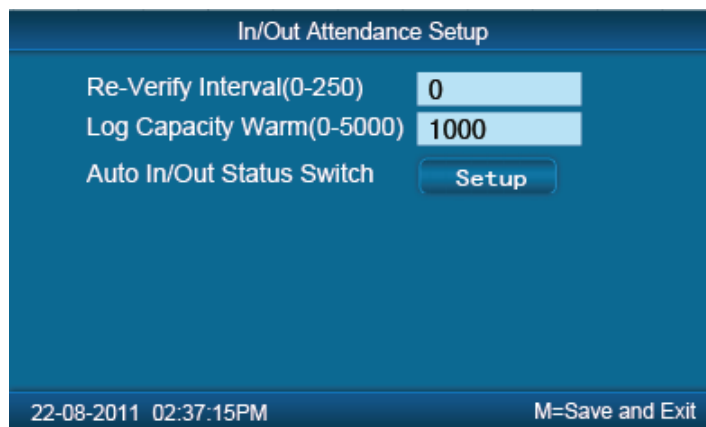 In/Out Attendance Setup
Re-Verify Interval(0-250) 0
Log Capacity Warm(0-5000) 1000
Auto In/Out Status Switch Setup
22-08-2011 02:37:15PM M=Save and Exit